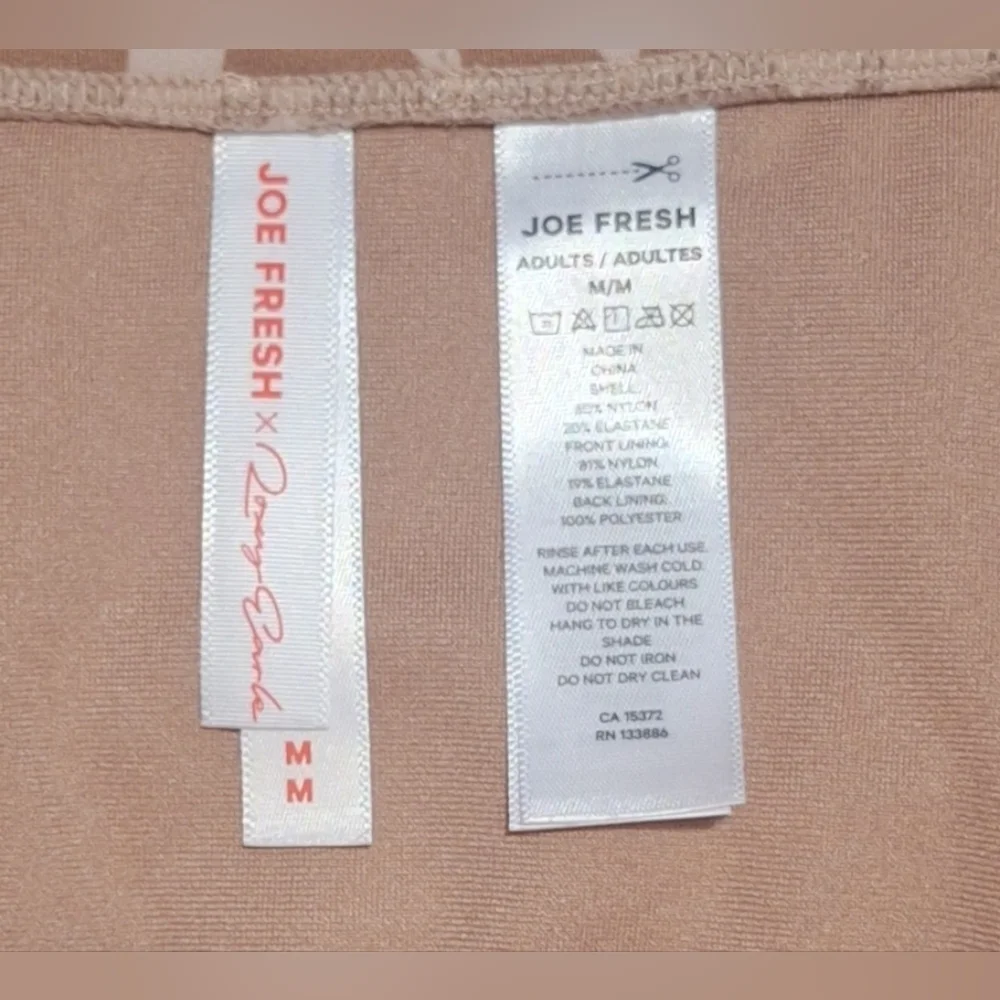 JOE FRESH × Roxy Earle
M
M
JOE FRESH
ADULTS / ADULTES
M/M
MADE IN
CHINA
SHELL:
80% NYLON
20% ELASTANE
FRONT LINING:
81% NYLON
19% ELASTANE
BACK LINING:
100% POLYESTER
RINSE AFTER EACH USE.
MACHINE WASH COLD
WITH LIKE COLOURS
DO NOT BLEACH
HANG TO DRY IN THE
SHADE
DO NOT IRON
DO NOT DRY CLEAN
CA 15372
RN 133886